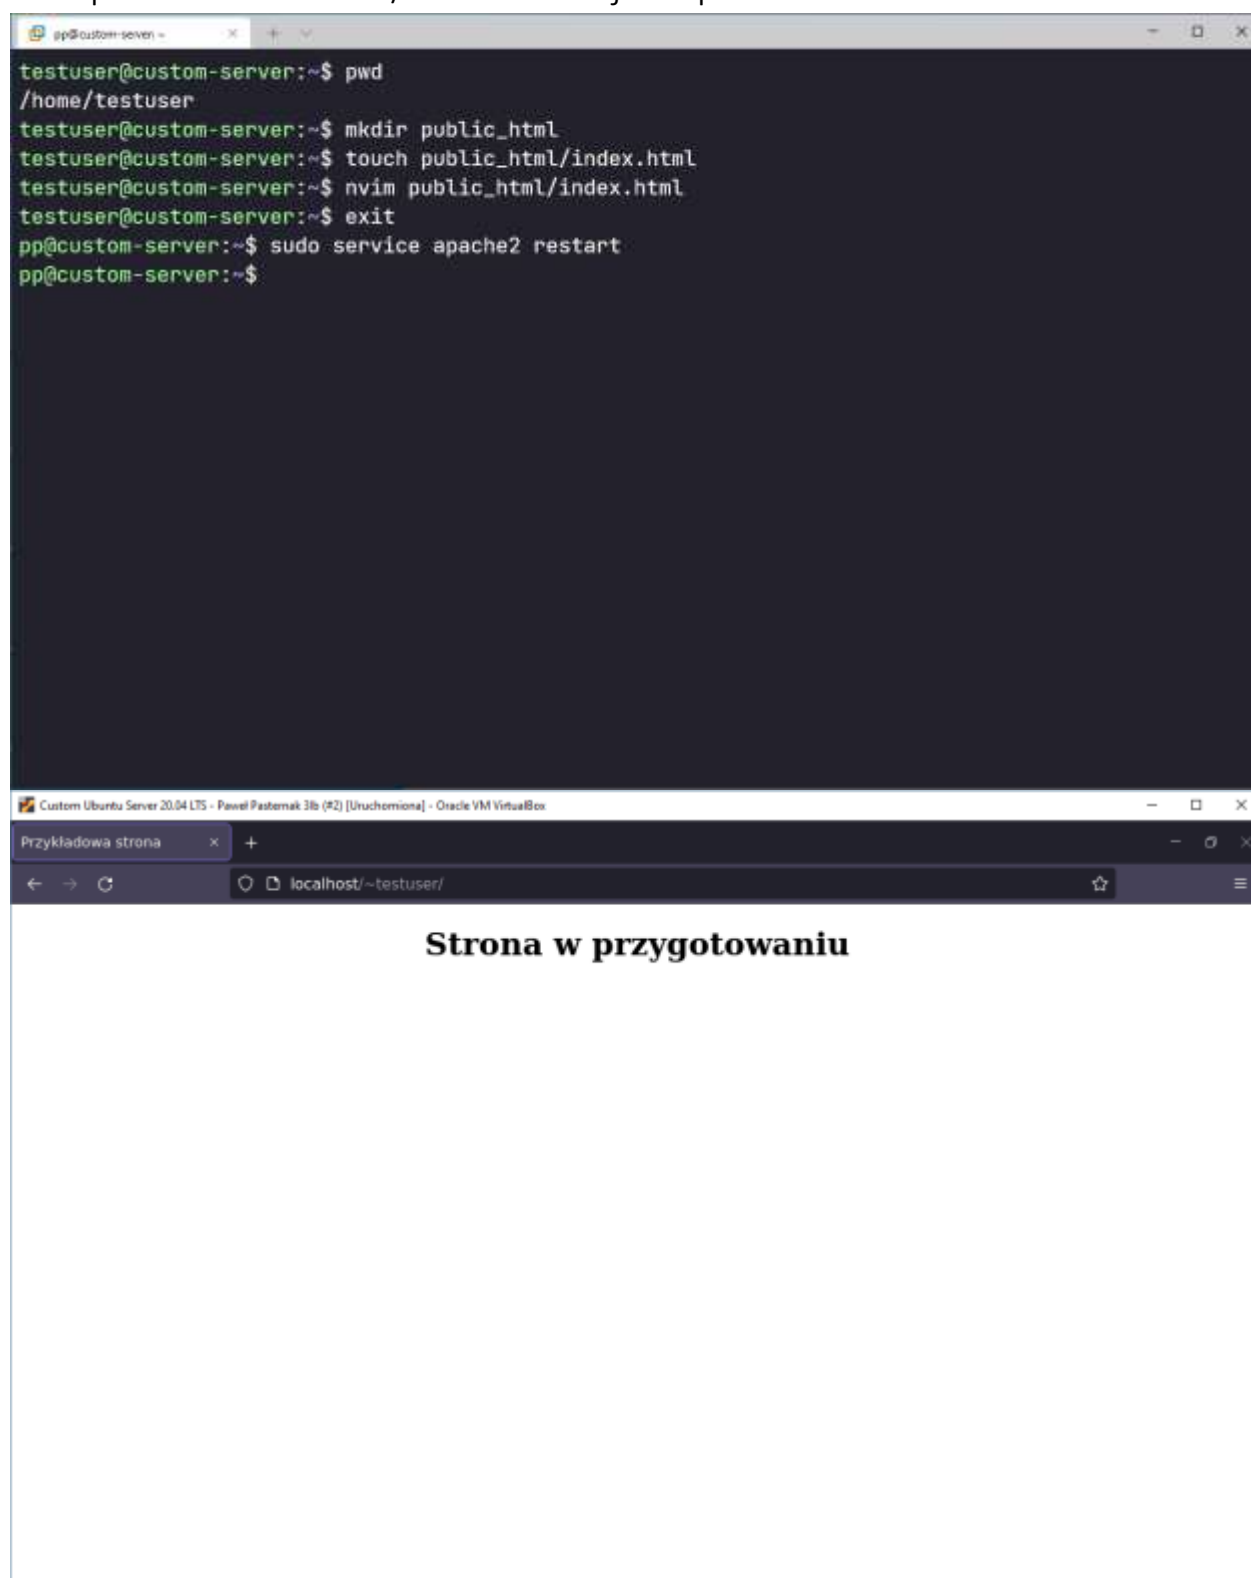 pp@custom-server: ~
testuser@custom-server:~$ pwd
/home/testuser
testuser@custom-server:~$ mkdir public_html
testuser@custom-server:~$ touch public_html/index.html
testuser@custom-server:~$ nvim public_html/index.html
testuser@custom-server:~$ exit
pp@custom-server:~$ sudo service apache2 restart
pp@custom-server:~$
Custom Ubuntu Server 20.04 LTS - Paweł Pasternak 3Ib (#2) [Uruchomiona] - Oracle VM VirtualBox
Przykładowa strona
localhost/~testuser/
Strona w przygotowaniu